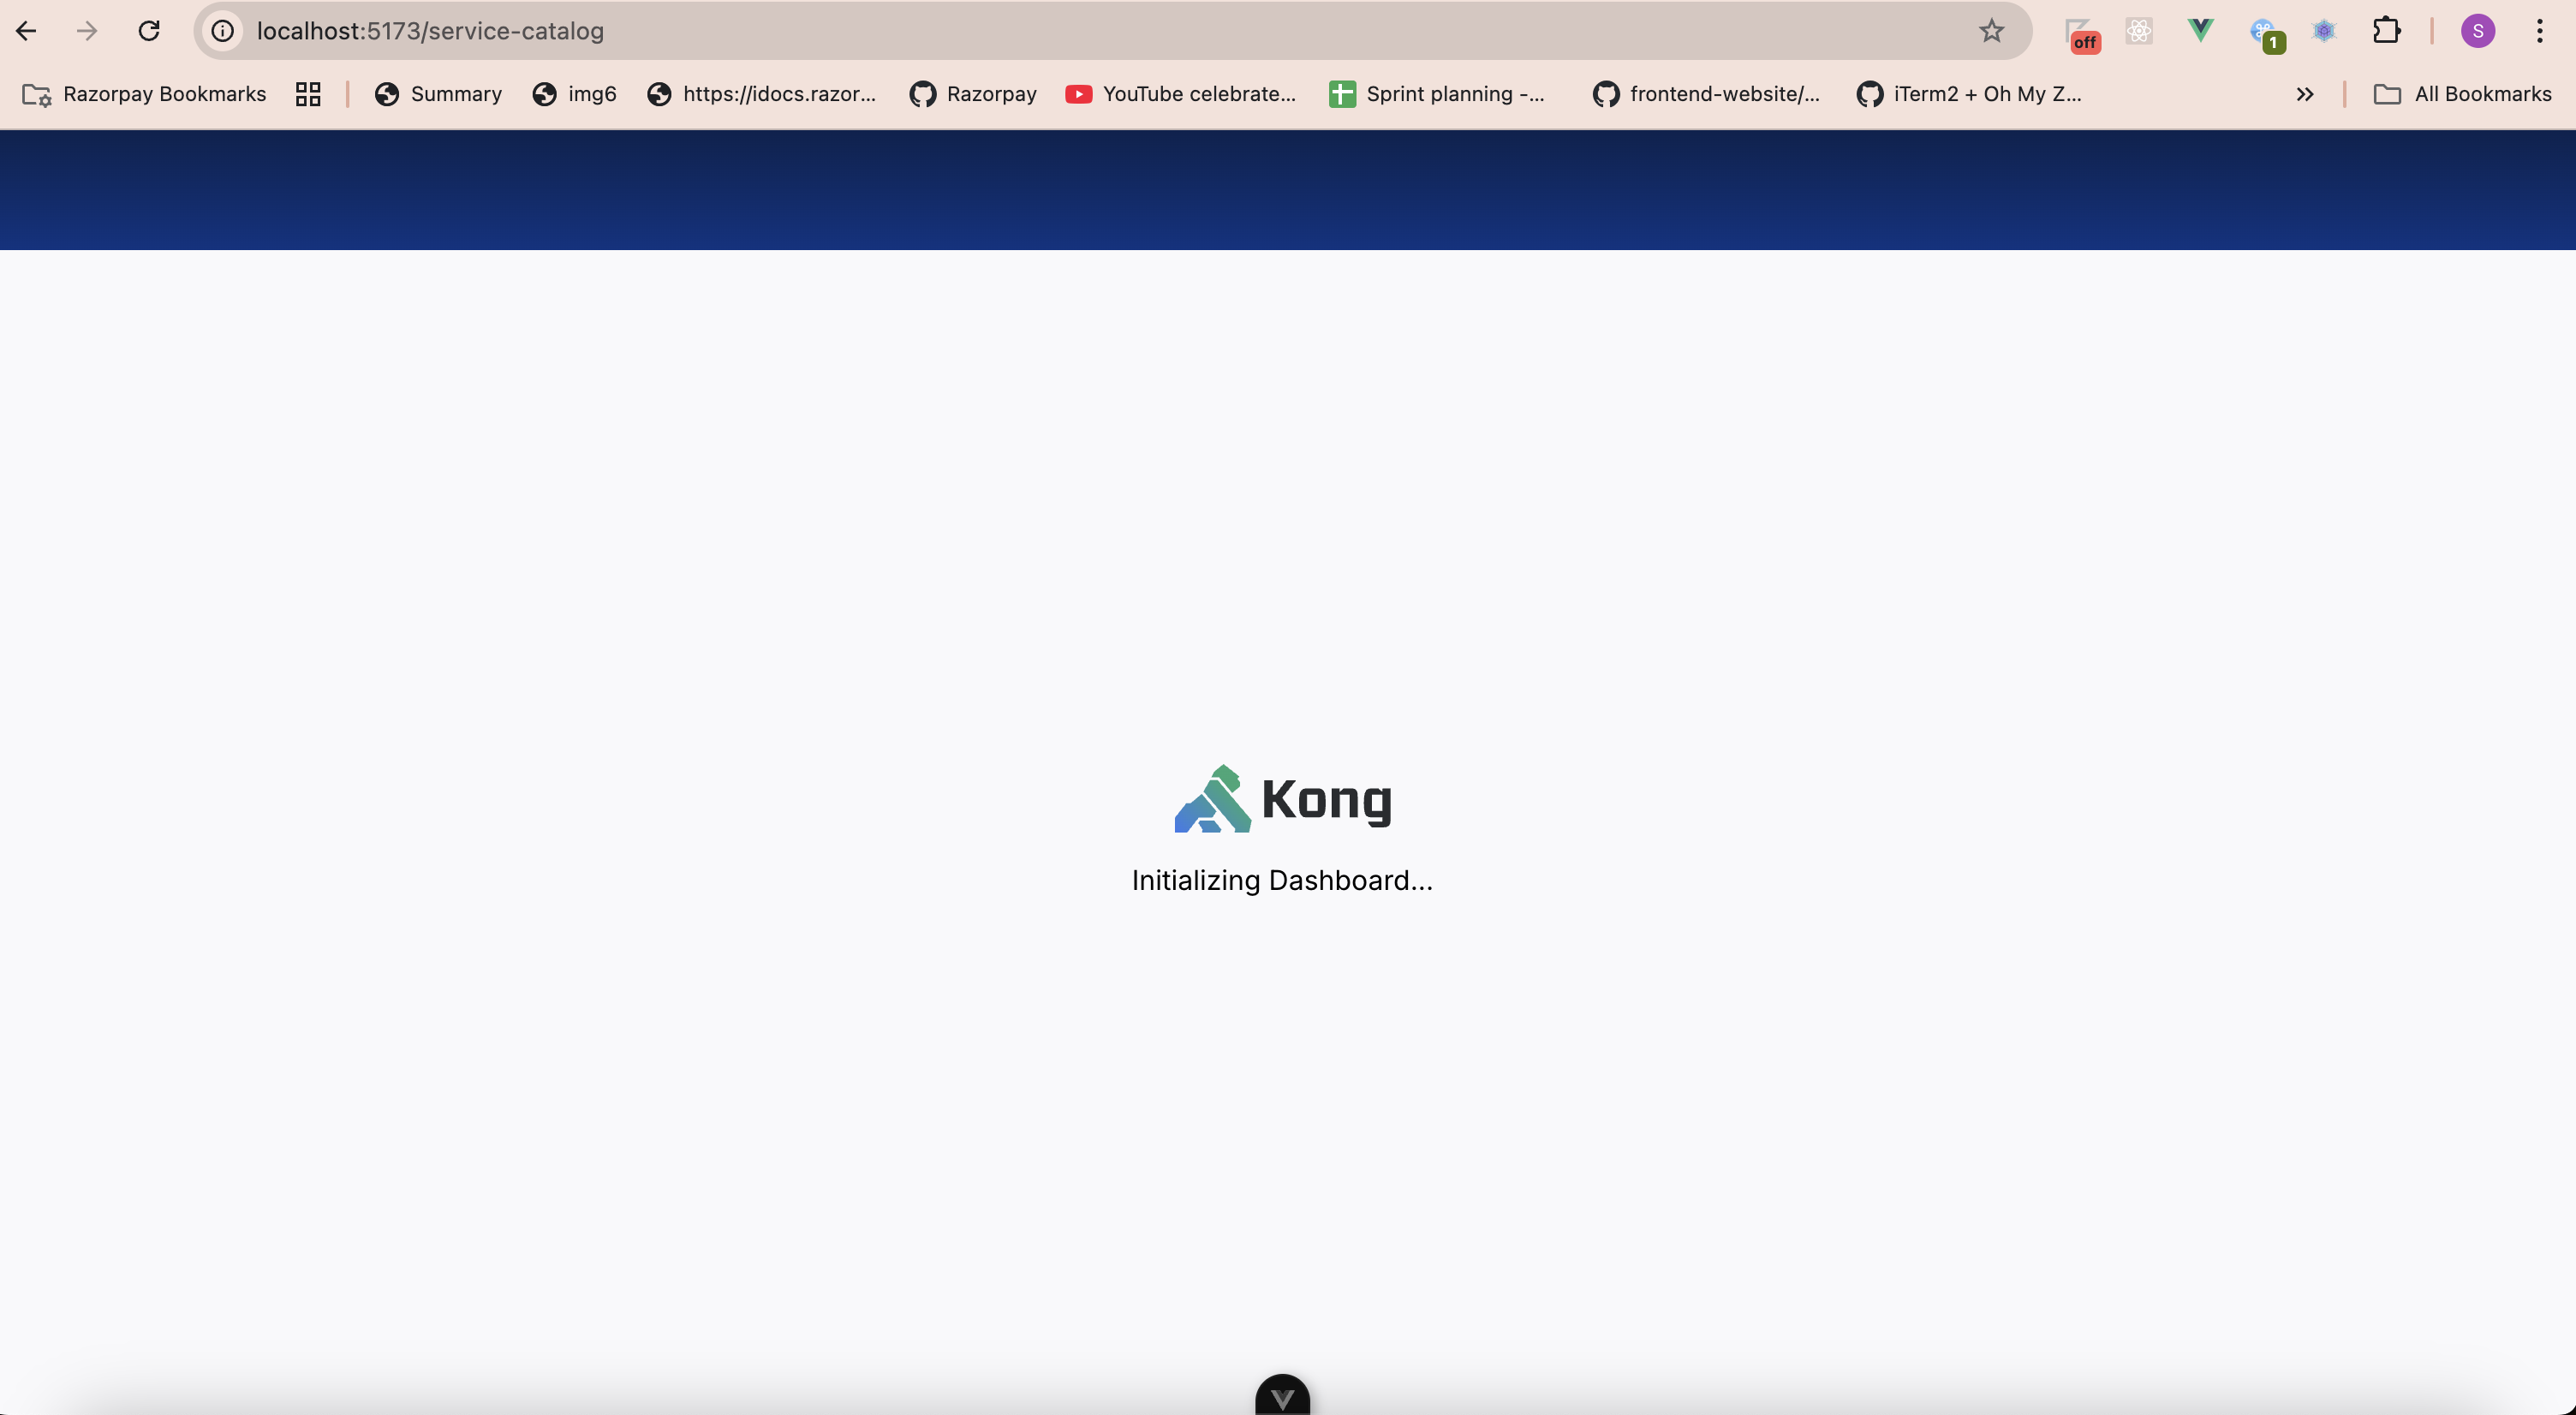 localhost:5173/service-catalog
off
1
S
Razorpay Bookmarks
Summary
img6
https://idocs.razor...
Razorpay
YouTube celebrate...
Sprint planning -...
frontend-website/...
iTerm2 + Oh My Z...
All Bookmarks
Kong
Initializing Dashboard...